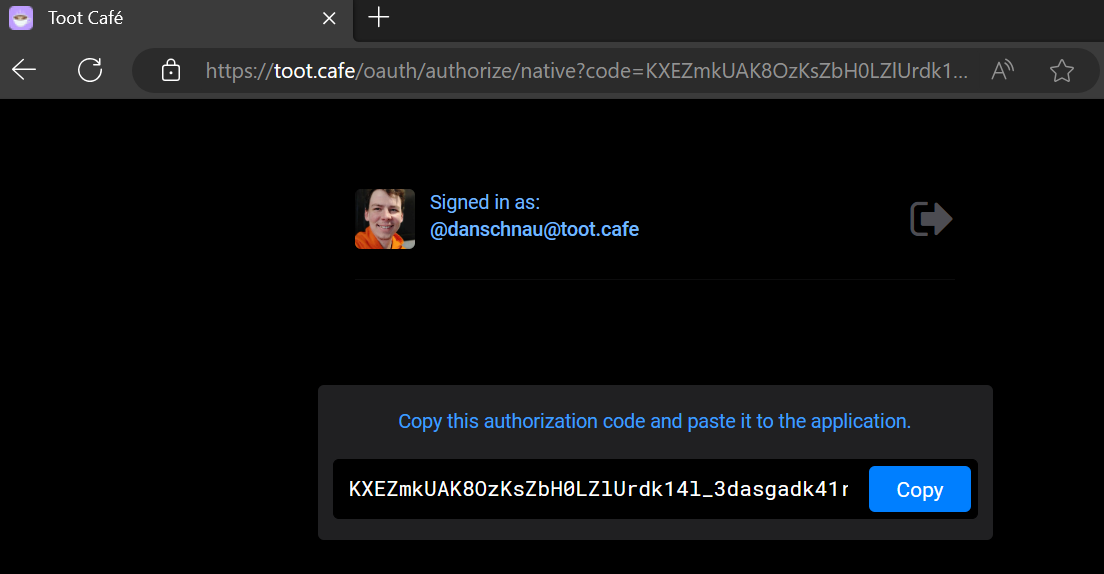 Toot Café
https://toot.cafe/oauth/authorize/native?code=KXEZmkUAK8OzKsZbH0LZlUrdk1...
Signed in as:
@danschnau@toot.cafe
Copy this authorization code and paste it to the application.
KXEZmkUAK8OzKsZbH0LZlUrdk14l_3dasgadk41r
Copy